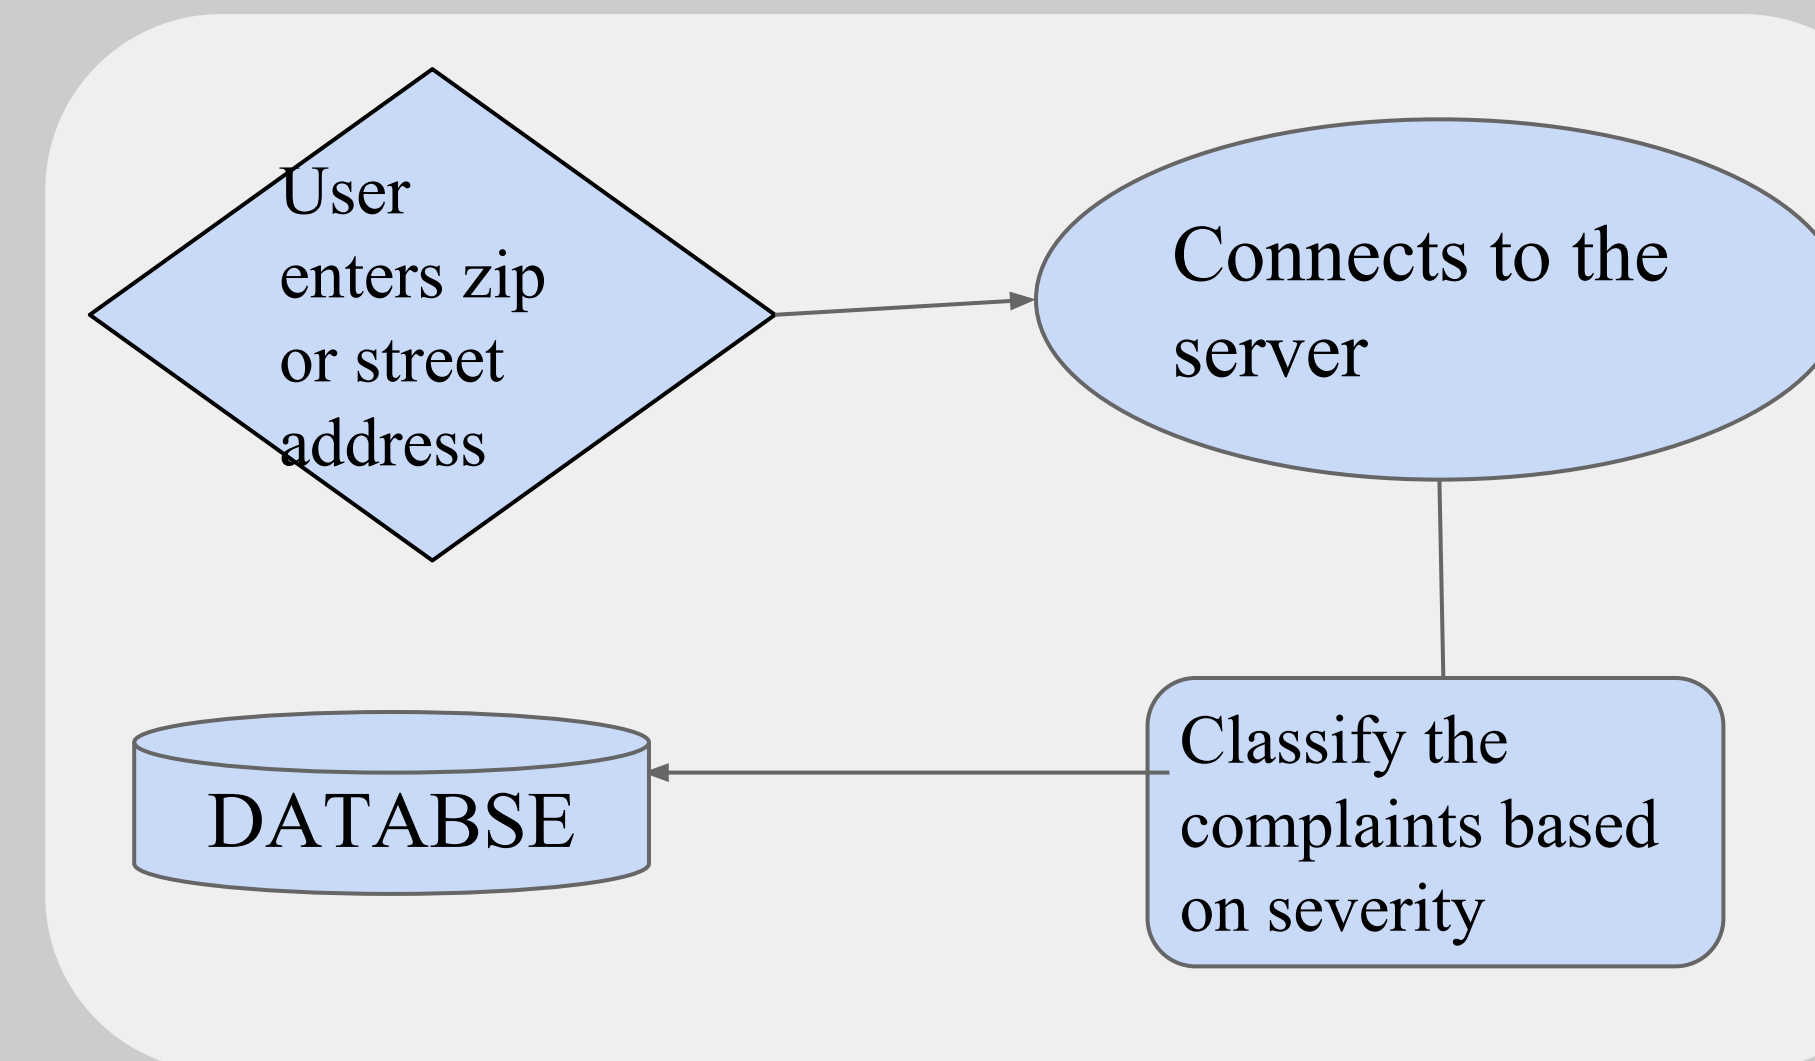 User
enters zip
or street
address
Connects to the
server
DATABSE
Classify the
complaints based
on severity